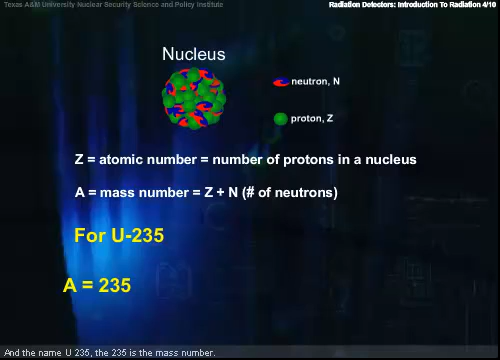 Texas A&M University Nuclear Security Science and Policy Institute
Radiation Detectors: Introduction To Radiation 4/10
Nucleus
neutron, N
proton, Z
Z = atomic number = number of protons in a nucleus
A = mass number = Z + N (# of neutrons)
For U-235
A = 235
And the name U 235, the 235 is the mass number.